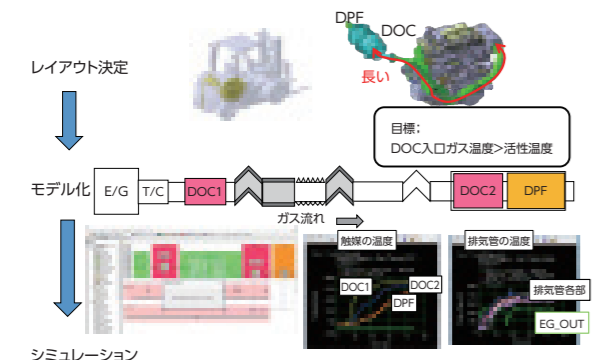 DPF
DOC
長い
レイアウト決定
目標：
DOC入口ガス温度>活性温度
モデル化
E/G
T/C
DOC1
DOC2
DPF
ガス流れ
触媒の温度
DOC1
DOC2
DPF
排気管の温度
排気管各部
EG_OUT
シミュレーション